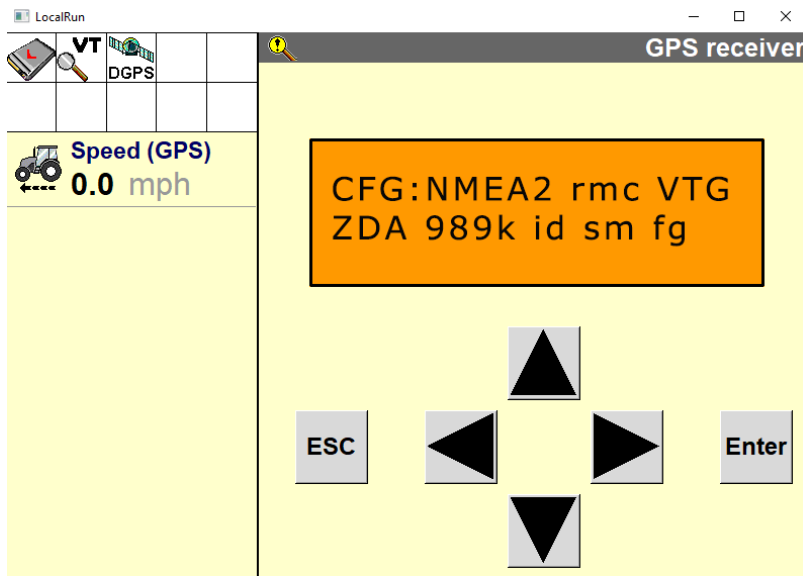 LocalRun
VT
DGPS
GPS receiver
Speed (GPS)
0.0 mph
CFG:NMEA2 rmc VTG
ZDA 989k id sm fg
ESC
Enter